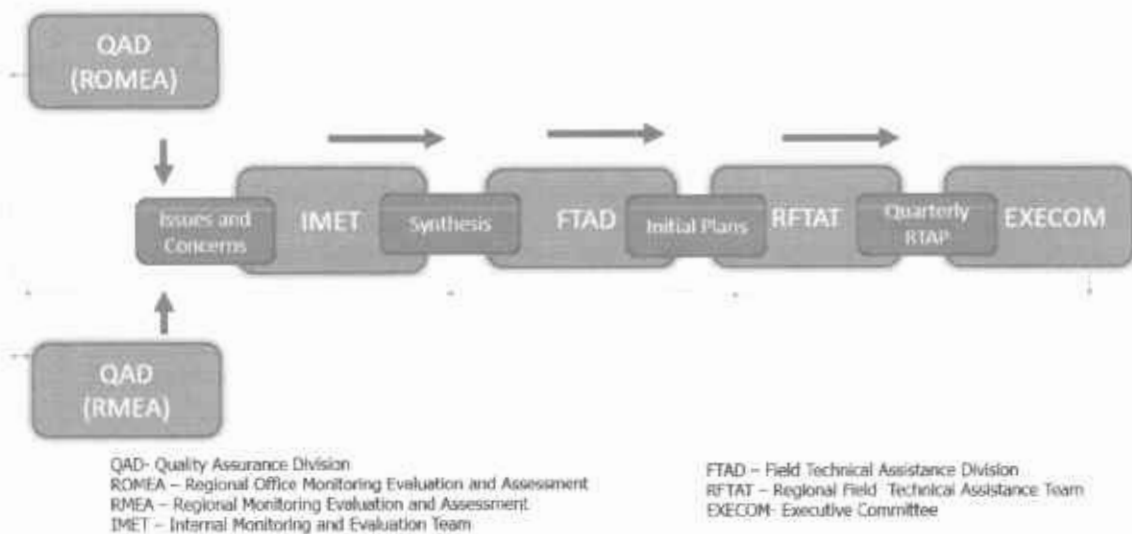 QAD
(ROMEA)
Issues and
Concerns
IMET
Synthesis
FTAD
Initial Plans
RFTAT
Quarterly
RTAP
EXECOM
QAD
(RMEA)
QAD- Quality Assurance Division
ROMEA – Regional Office Monitoring Evaluation and Assessment
RMEA – Regional Monitoring Evaluation and Assessment
IMET – Internal Monitoring and Evaluation Team
FTAD – Field Technical Assistance Division
RFTAT – Regional Field Technical Assistance Team
EXECOM- Executive Committee